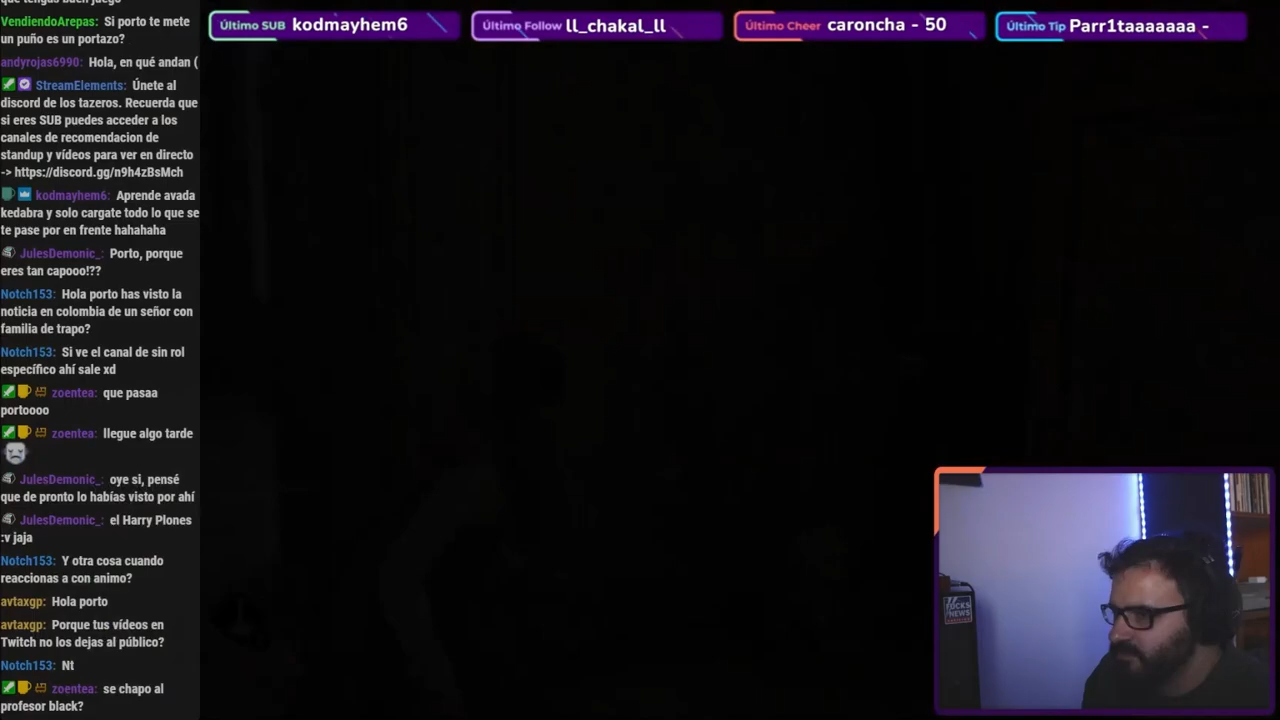 que tengas buen juego
VendiendoArepas: Si porto te mete
un puño es un portazo?
andyrojas6990: Hola, en qué andan (
StreamElements: Únete al
discord de los tazeros. Recuerda que
si eres SUB puedes acceder a los
canales de recomendacion de
standup y vídeos para ver en directo
-> https://discord.gg/n9h4zBsMch
kodmayhem6: Aprende avada
kedabra y solo cargate todo lo que se
te pase por en frente hahahaha
JulesDemonic_: Porto, porque
eres tan capooo!??
Notch153: Hola porto has visto la
noticia en colombia de un señor con
familia de trapo?
Notch153: Si ve el canal de sin rol
específico ahí sale xd
zoentea: que pasaa
portoooo
zoentea: llegue algo tarde
JulesDemonic_: oye si, pensé
que de pronto lo habías visto por ahí
JulesDemonic_: el Harry Plones
:v jaja
Notch153: Y otra cosa cuando
reaccionas a con animo?
avtaxgp: Hola porto
avtaxgp: Porque tus vídeos en
Twitch no los dejas al público?
Notch153: Nt
zoentea: se chapo al
profesor black?
Último SUB kodmayhem6
Último Follow ll_chakal_ll
Último Cheer caroncha - 50
Último Tip Parr1taaaaaaa -
NEWS